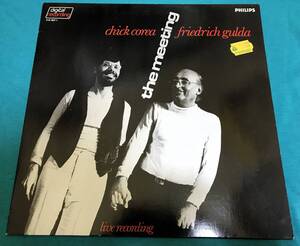 digital
recording
PHILIPS
chick corea
friedrich gulda
the meeting
live recording